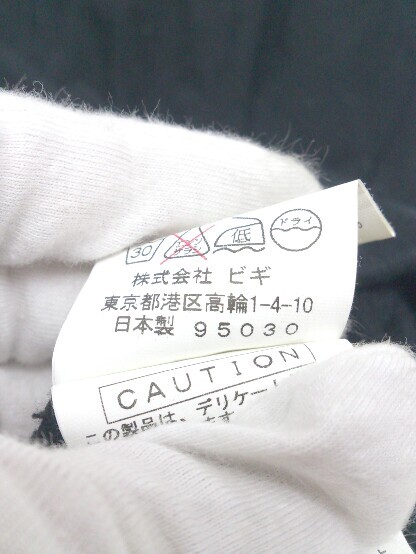 30 低 ドライ
株式会社 ビギ
東京都港区高輪1-4-10
日本製 95030
CAUTION
この製品は、デリケー